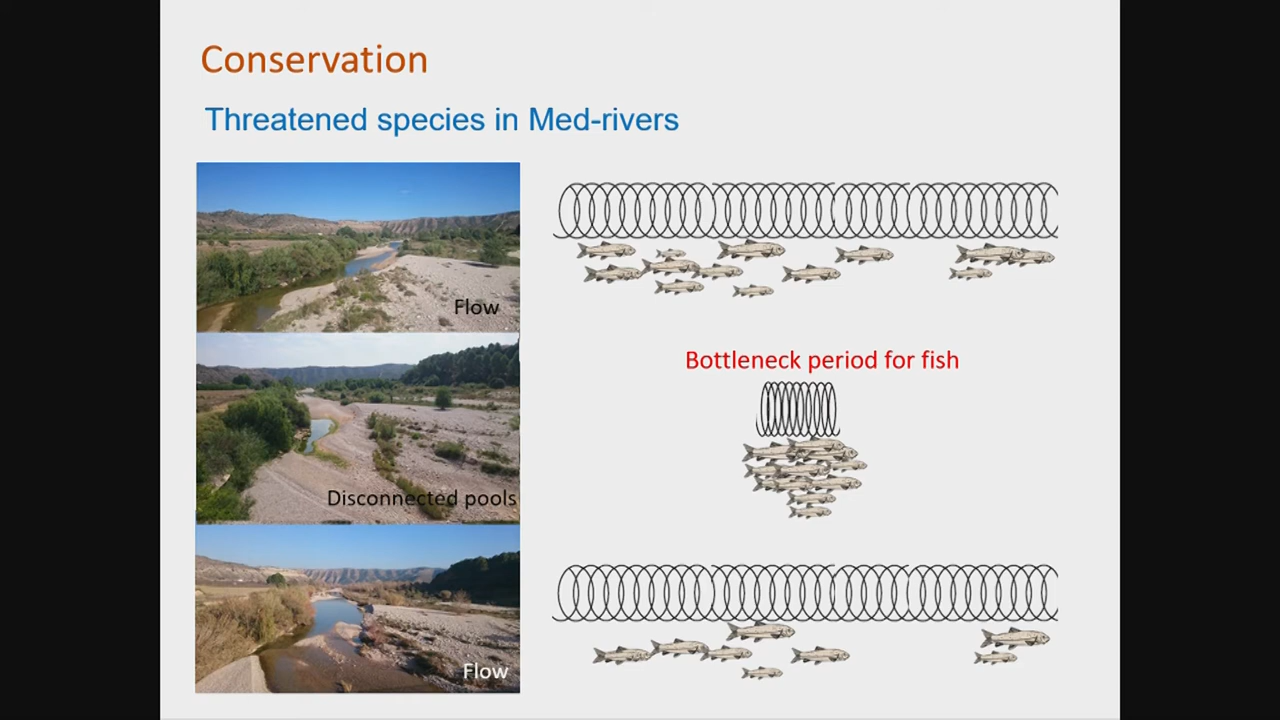 Conservation
Threatened species in Med-rivers
Flow
Bottleneck period for fish
Disconnected pools
Flow